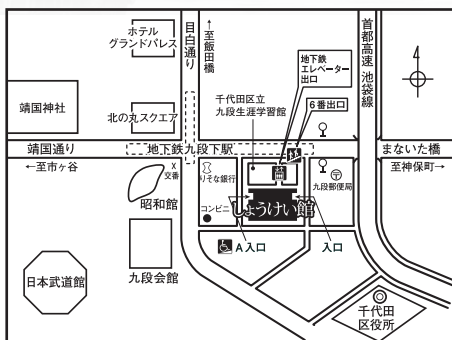 ホテル
グランドパレス
目白通り
↑至飯田橋
首都高速 池袋線
4
地下鉄
エレベーター
出口
6番出口
千代田区立
九段生涯学習館
靖国神社
北の丸スクエア
靖国通り
地下鉄九段下駅
まないた橋
←至市ヶ谷
至神保町→
X
交番
りそな銀行
〒
九段郵便局
昭和館
コンビニ
しょうけい館
A入口
入口
九段会館
日本武道館
千代田
区役所